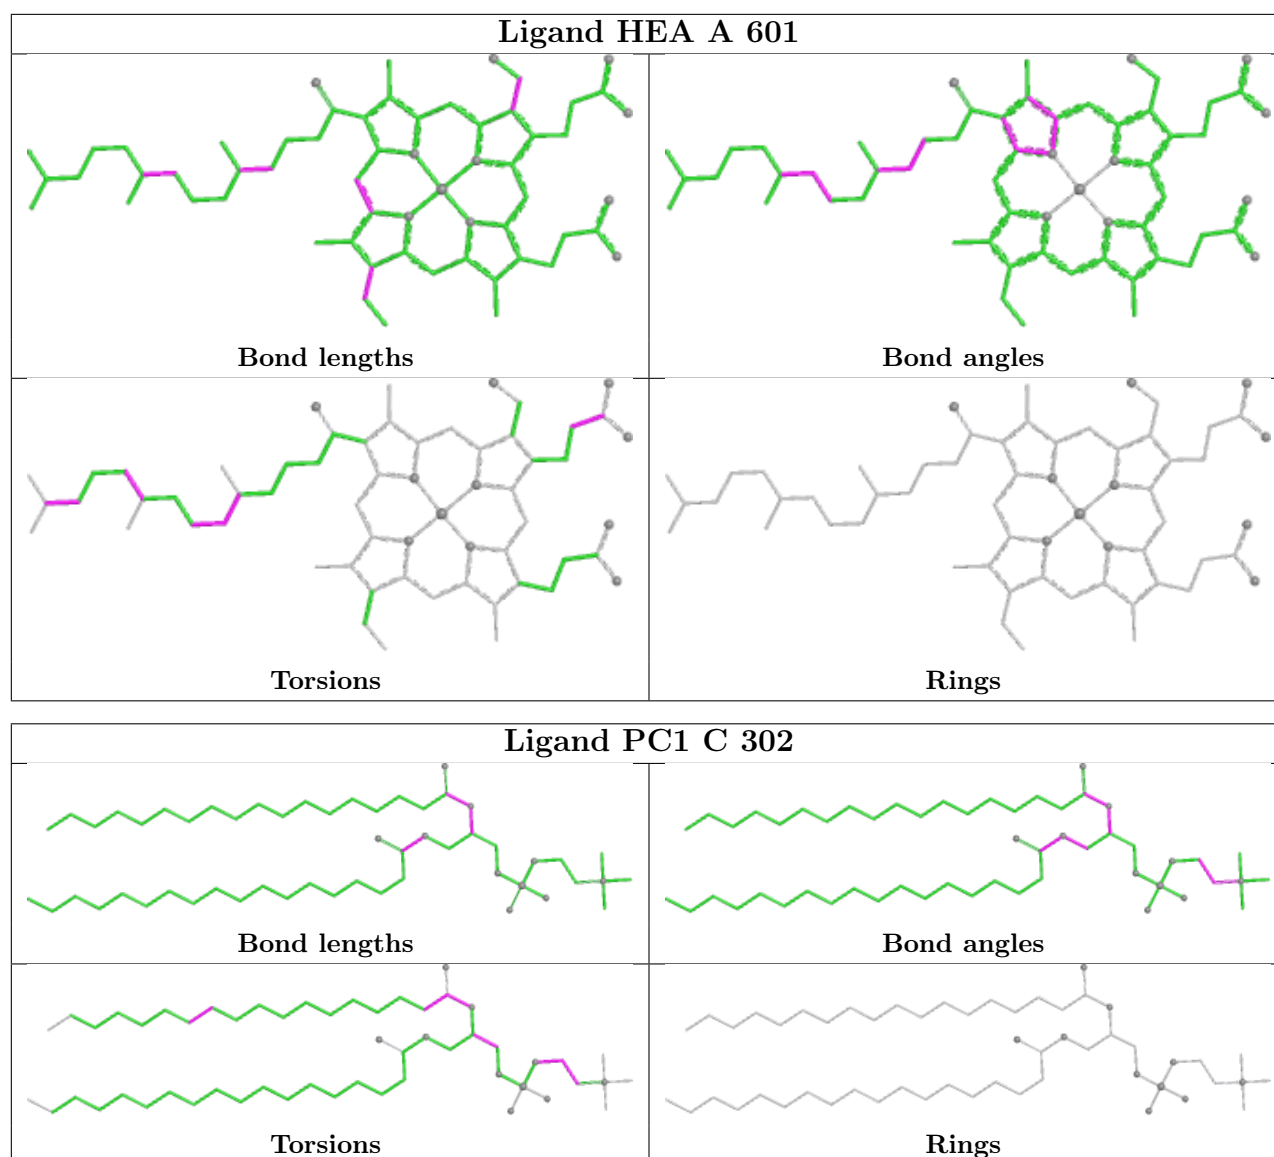 Ligand HEA A 601
Bond lengths
Bond angles
Torsions
Rings
Ligand PC1 C 302
Bond lengths
Bond angles
Torsions
Rings